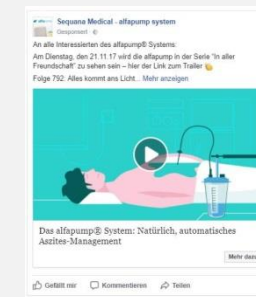 Sequana Medical - alfapump system
Gesponsert
An alle Interessierten des alfapump® Systems:
Am Dienstag, den 21.11.17 wird die alfapump in der Serie "In aller
Freundschaft" zu sehen sein – hier der Link zum Trailer
Folge 792: Alles kommt ans Licht... Mehr anzeigen
Das alfapump® System: Natürlich, automatisches
Aszites-Management
Mehr dazu
Gefällt mir Kommentieren Teilen